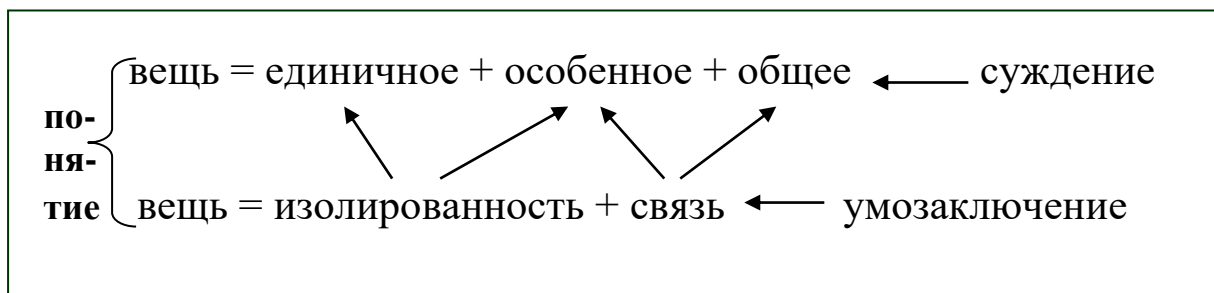 вещь = единичное + особенное + общее суждение
по-
ня-
тие
вещь = изолированность + связь умозаключение